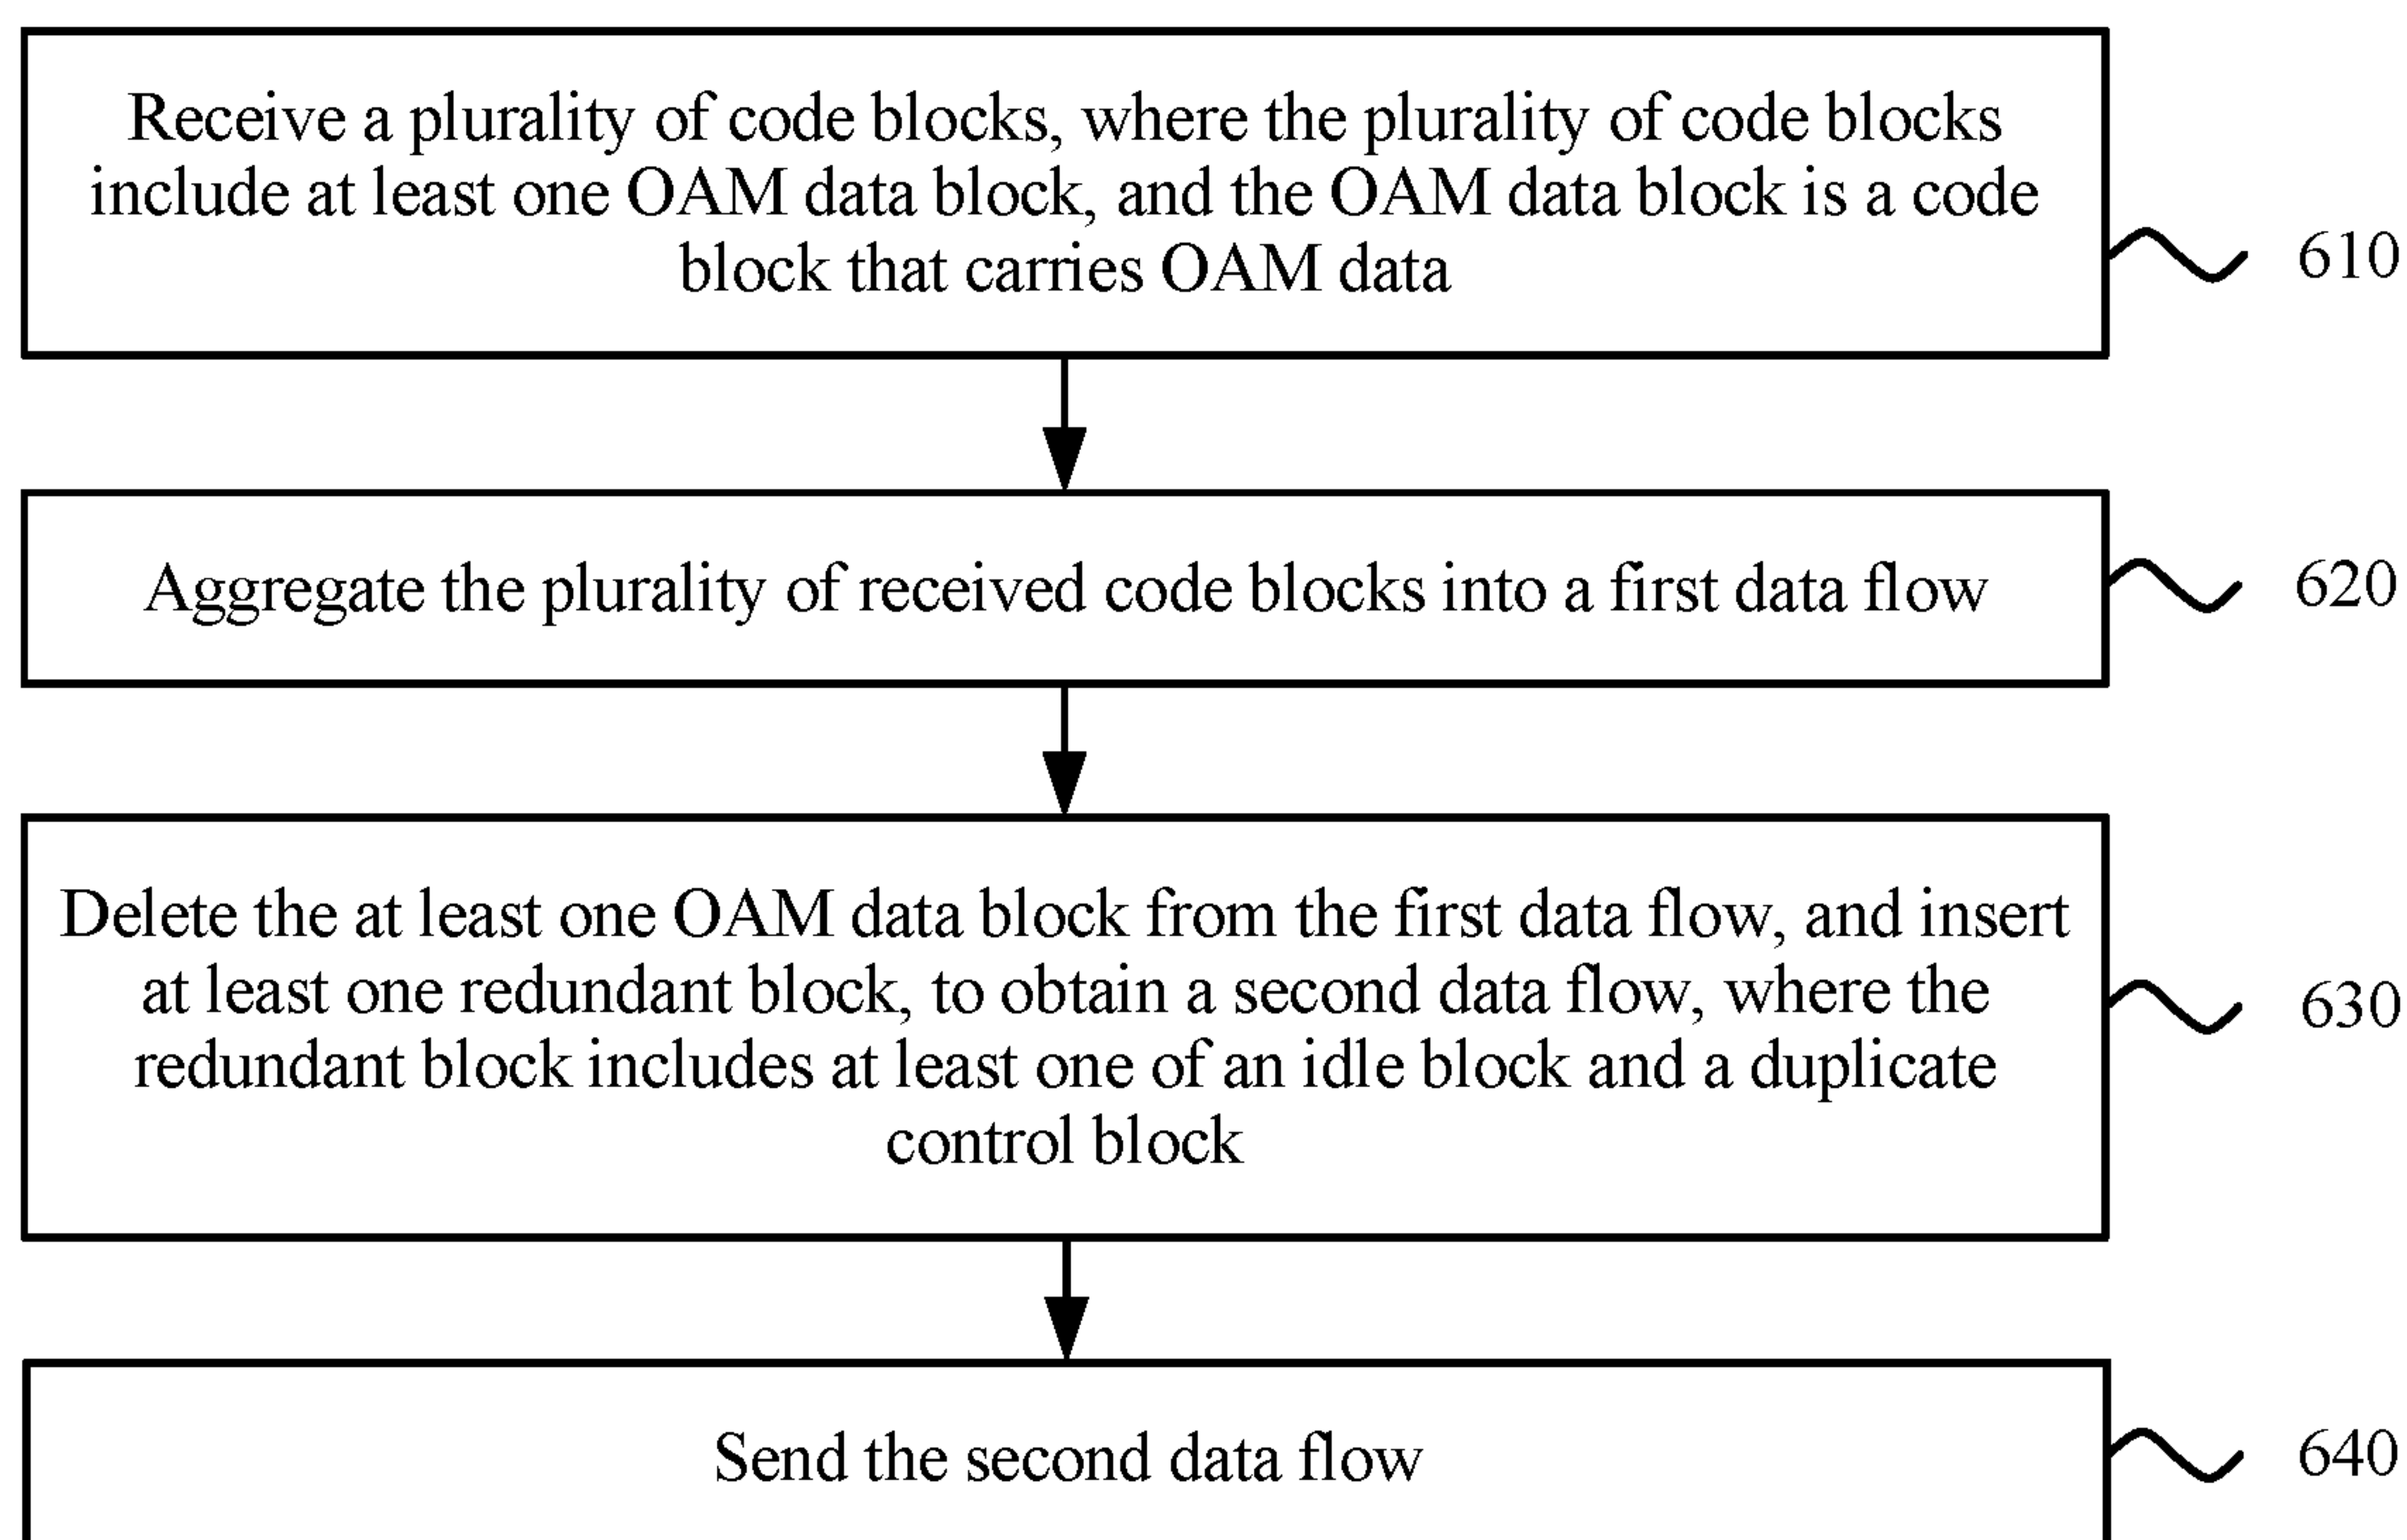 Receive a plurality of code blocks, where the plurality of code blocks
include at least one OAM data block, and the OAM data block is a code
block that carries OAM data
610
Aggregate the plurality of received code blocks into a first data flow
620
Delete the at least one OAM data block from the first data flow, and insert
at least one redundant block, to obtain a second data flow, where the
redundant block includes at least one of an idle block and a duplicate
control block
630
Send the second data flow
640